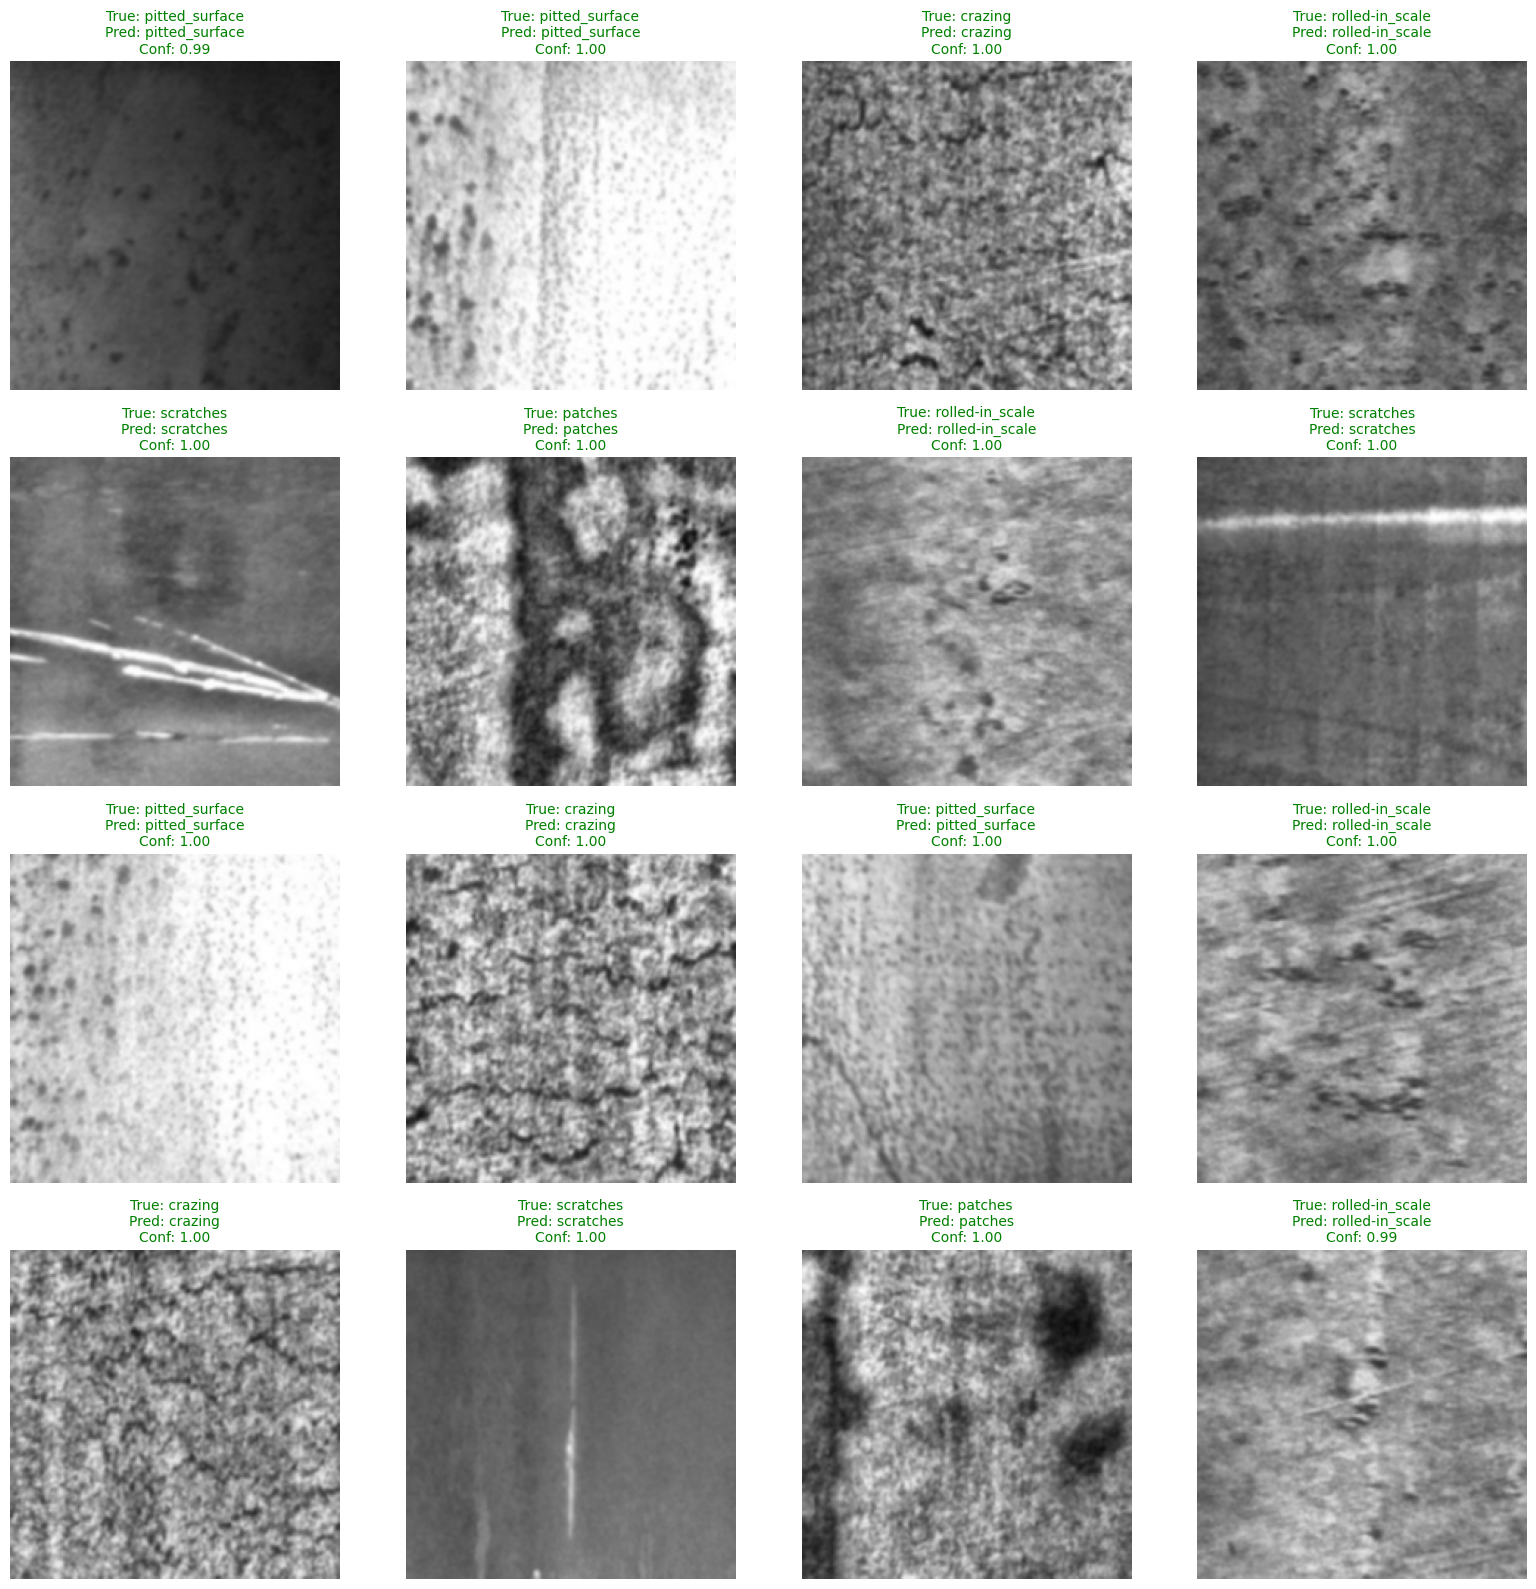 True: pitted_surface
Pred: pitted_surface
Conf: 0.99
True: pitted_surface
Pred: pitted_surface
Conf: 1.00
True: crazing
Pred: crazing
Conf: 1.00
True: rolled-in_scale
Pred: rolled-in_scale
Conf: 1.00
True: scratches
Pred: scratches
Conf: 1.00
True: patches
Pred: patches
Conf: 1.00
True: rolled-in_scale
Pred: rolled-in_scale
Conf: 1.00
True: scratches
Pred: scratches
Conf: 1.00
True: pitted_surface
Pred: pitted_surface
Conf: 1.00
True: crazing
Pred: crazing
Conf: 1.00
True: pitted_surface
Pred: pitted_surface
Conf: 1.00
True: rolled-in_scale
Pred: rolled-in_scale
Conf: 1.00
True: crazing
Pred: crazing
Conf: 1.00
True: scratches
Pred: scratches
Conf: 1.00
True: patches
Pred: patches
Conf: 1.00
True: rolled-in_scale
Pred: rolled-in_scale
Conf: 0.99